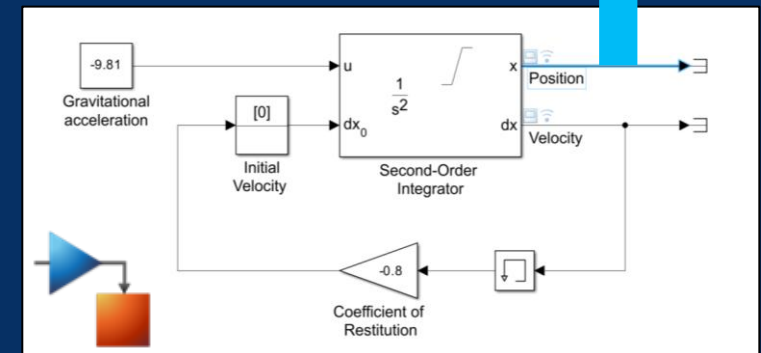 -9.81
Gravitational
acceleration
[0]
Initial
Velocity
u
dx0
1
s2
x
dx
Second-Order
Integrator
Position
Velocity
-0.8
Coefficient of
Restitution